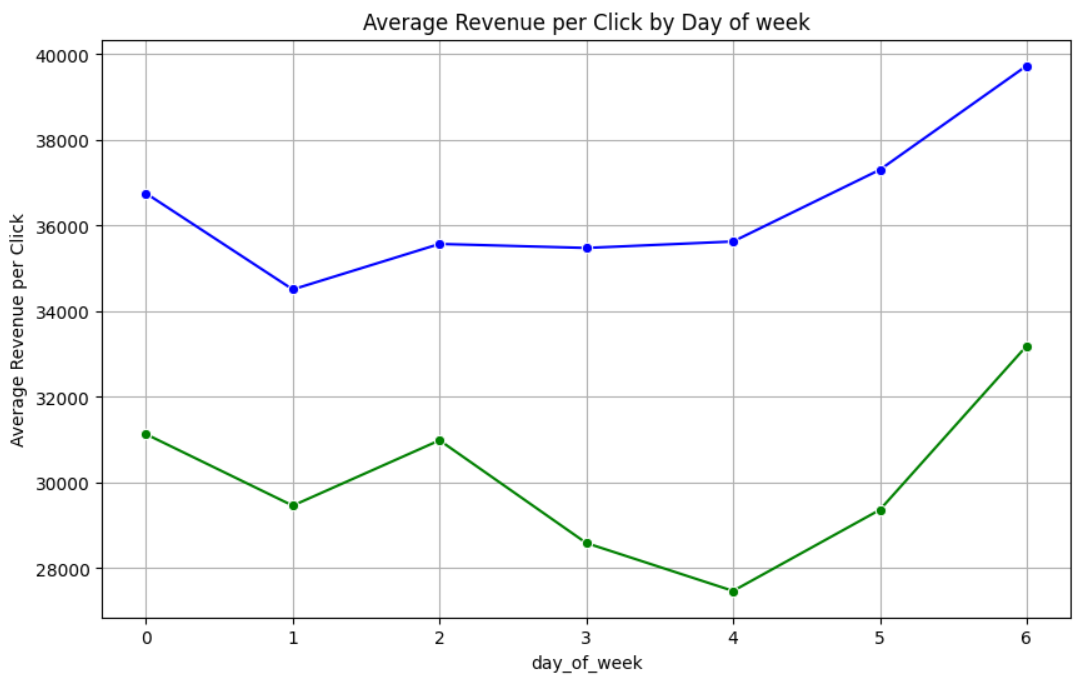 Average Revenue per Click by Day of week
Average Revenue per Click
40000
38000
36000
34000
32000
30000
28000
0 1 2 3 4 5 6
day_of_week